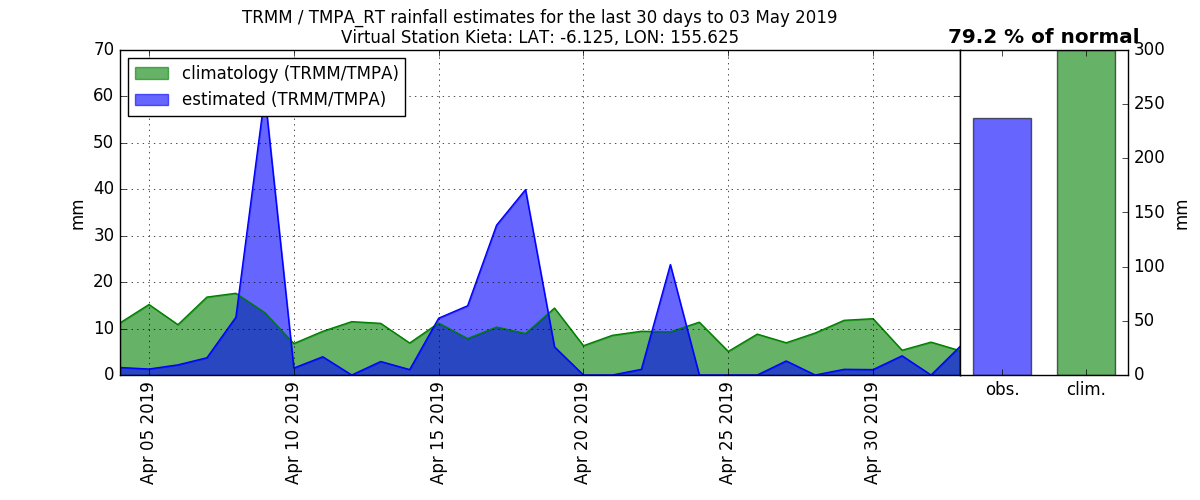 TRMM / TMPA_RT rainfall estimates for the last 30 days to 03 May 2019
Virtual Station Kieta: LAT: -6.125, LON: 155.625
79.2 % of normal
climatology (TRMM/TMPA)
estimated (TRMM/TMPA)
mm
70
60
50
40
30
20
10
0
Apr 05 2019
Apr 10 2019
Apr 15 2019
Apr 20 2019
Apr 25 2019
Apr 30 2019
obs.
clim.
300
250
200
150
100
50
0
mm